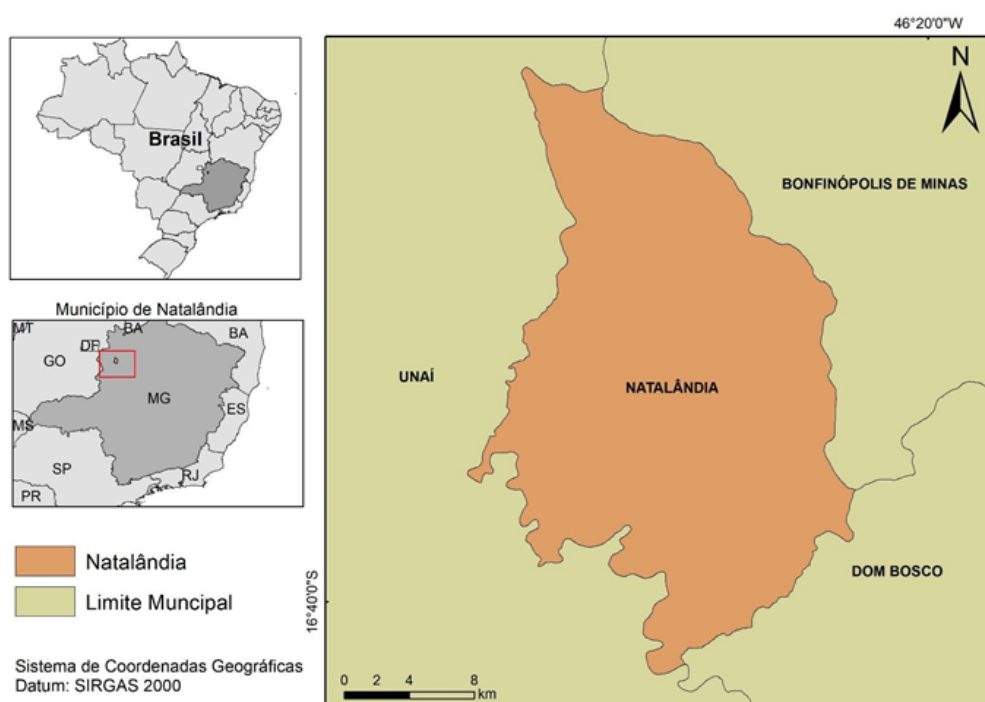 Brasil
Município de Natalândia
MT
BA
BA
DF
GO
MG
ES
MS
SP
RJ
PR
Natalândia
Limite Muncipal
Sistema de Coordenadas Geográficas
Datum: SIRGAS 2000
46°20'0"W
N
BONFINÓPOLIS DE MINAS
UNAÍ
NATALÂNDIA
DOM BOSCO
16°40'0"S
0 2 4 8
km